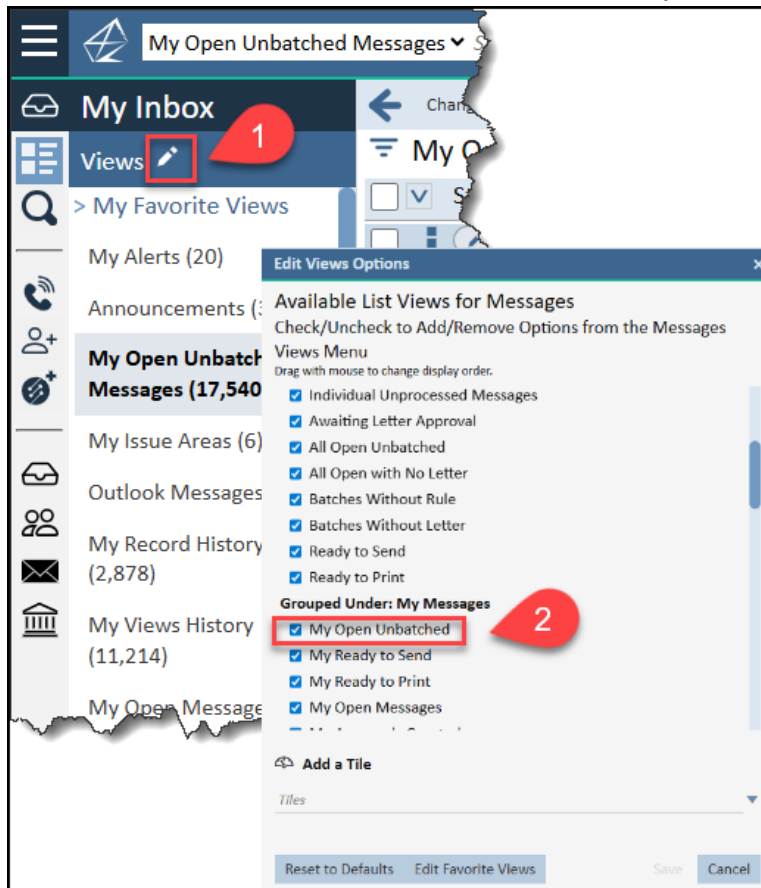 My Open Unbatched Messages
My Inbox
Views
1
> My Favorite Views
My Alerts (20)
Announcements
My Open Unbatch
Messages (17,540
My Issue Areas (6)
Outlook Messages
My Record History
(2,878)
My Views History
(11,214)
My Open Message
My O
Edit Views Options
Available List Views for Messages
Check/Uncheck to Add/Remove Options from the Messages
Views Menu
Drag with mouse to change display order.
Individual Unprocessed Messages
Awaiting Letter Approval
All Open Unbatched
All Open with No Letter
Batches Without Rule
Batches Without Letter
Ready to Send
Ready to Print
Grouped Under: My Messages
My Open Unbatched
2
My Ready to Send
My Ready to Print
My Open Messages
Add a Tile
Tiles
Reset to Defaults Edit Favorite Views Save Cancel